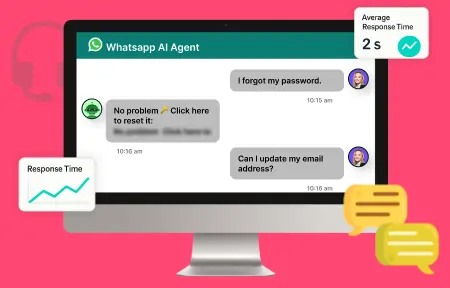 Average
Response Time
2 s
Whatsapp AI Agent
I forgot my password.
10:15 am
No problem 🔑 Click here
to reset it:
10:16 am
Response Time
Can I update my email
address?
10:16 am